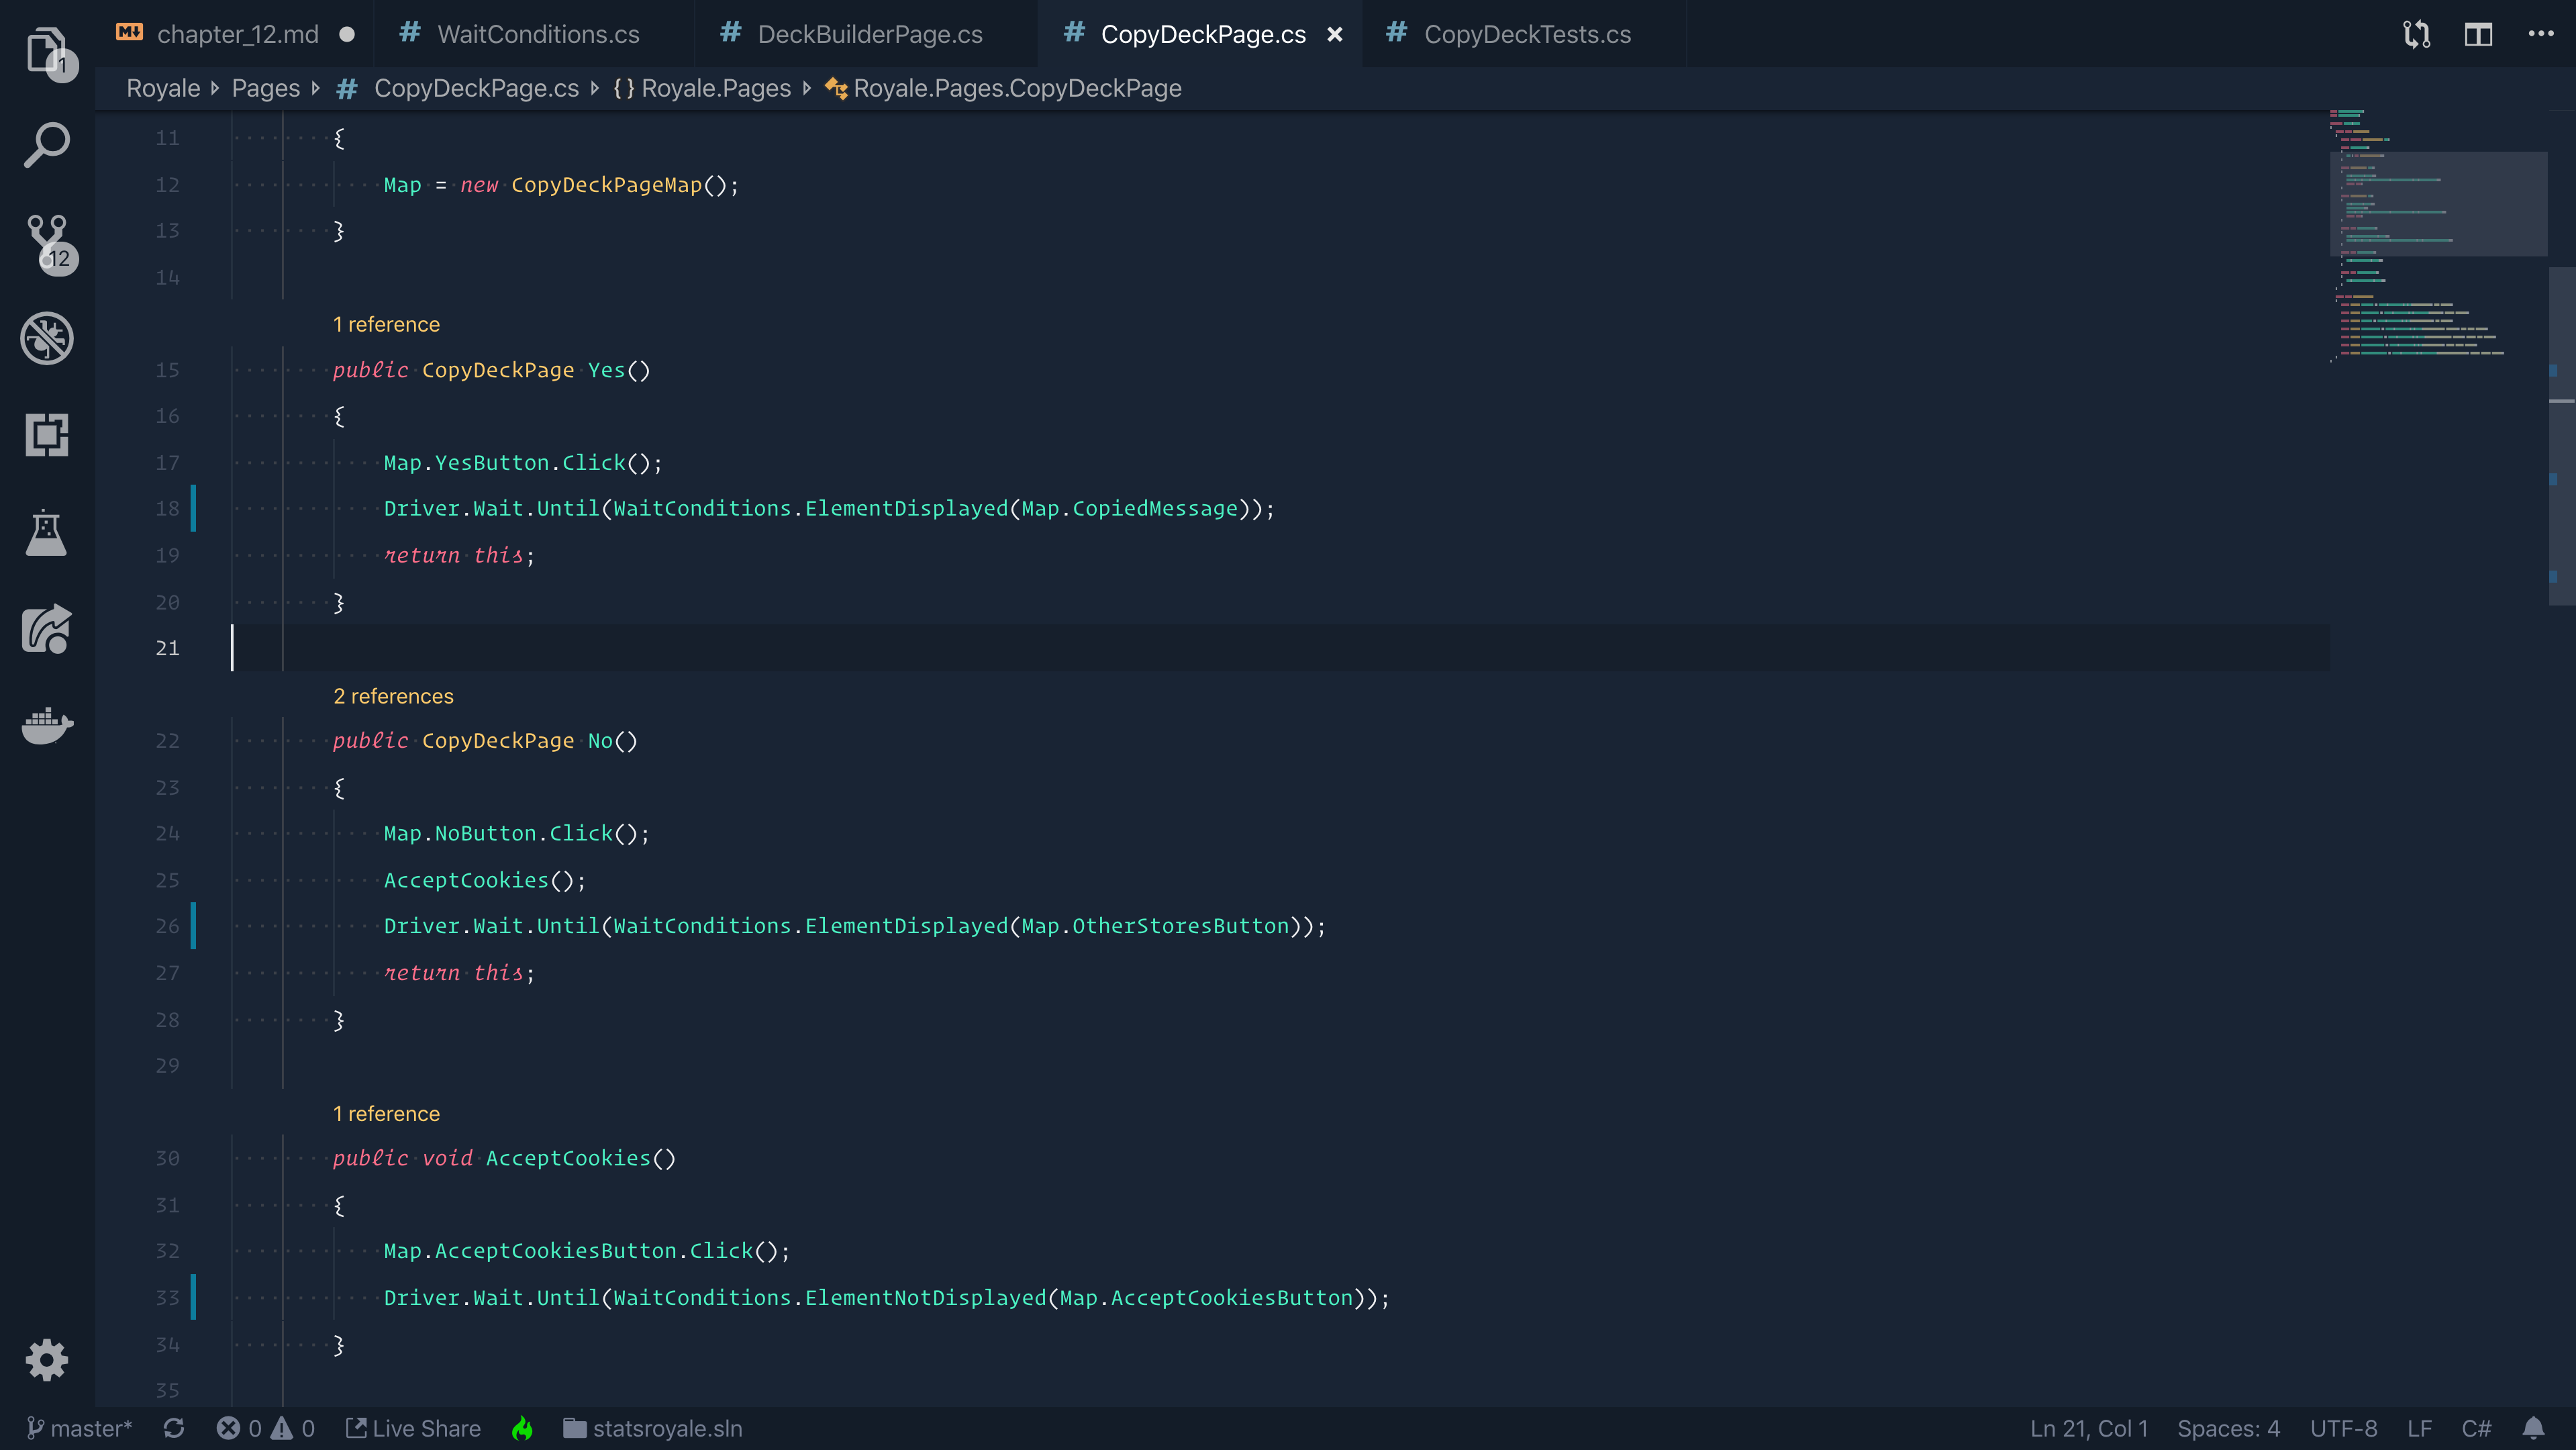 chapter_12.md WaitConditions.cs DeckBuilderPage.cs CopyDeckPage.cs CopyDeckTests.cs
1
Royale Pages # CopyDeckPage.cs {} Royale.Pages Royale.Pages.CopyDeckPage
11 {
12 Map = new CopyDeckPageMap();
13 }
12
14
1 reference
15 public CopyDeckPage Yes()
16 {
17 Map.YesButton.Click();
18 Driver.Wait.Until(WaitConditions.ElementDisplayed(Map.CopiedMessage));
19 return this;
20 }
21
2 references
22 public CopyDeckPage No()
23 {
24 Map.NoButton.Click();
25 AcceptCookies();
26 Driver.Wait.Until(WaitConditions.ElementDisplayed(Map.OtherStoresButton));
27 return this;
28 }
29
1 reference
30 public void AcceptCookies()
31 {
32 Map.AcceptCookiesButton.Click();
33 Driver.Wait.Until(WaitConditions.ElementNotDisplayed(Map.AcceptCookiesButton));
34 }
35
master* 0 0 Live Share statsroyale.sln Ln 21, Col 1 Spaces: 4 UTF-8 LF C#